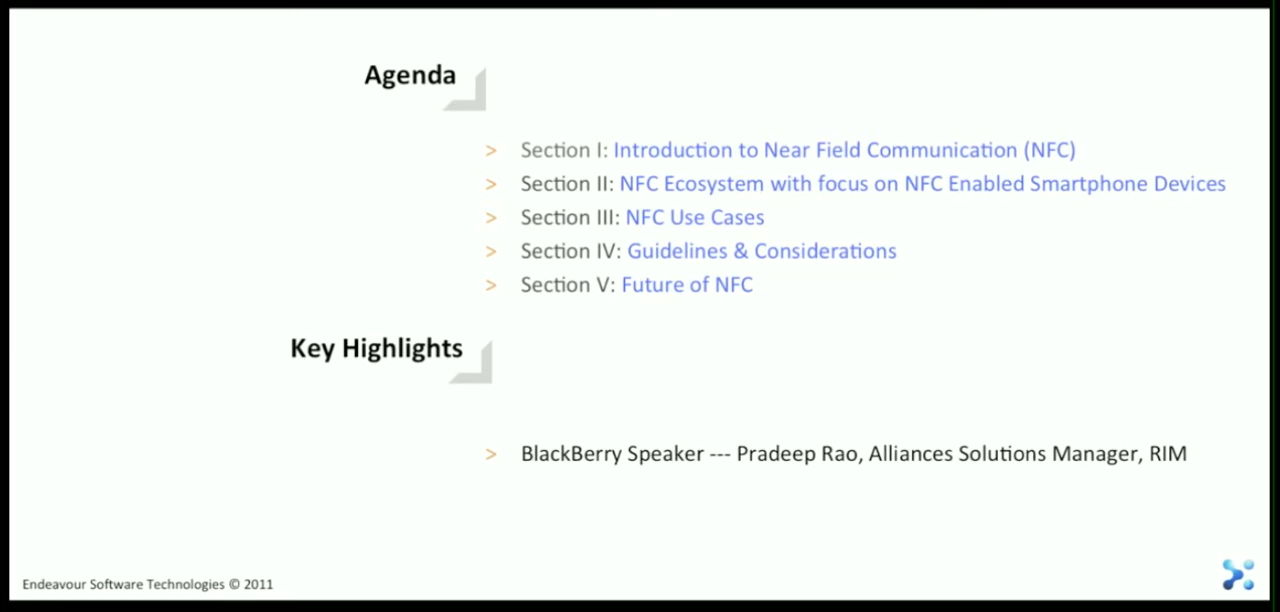 Agenda
> Section I: Introduction to Near Field Communication (NFC)
> Section II: NFC Ecosystem with focus on NFC Enabled Smartphone Devices
> Section III: NFC Use Cases
> Section IV: Guidelines & Considerations
> Section V: Future of NFC
Key Highlights
> BlackBerry Speaker --- Pradeep Rao, Alliances Solutions Manager, RIM
Endeavour Software Technologies © 2011